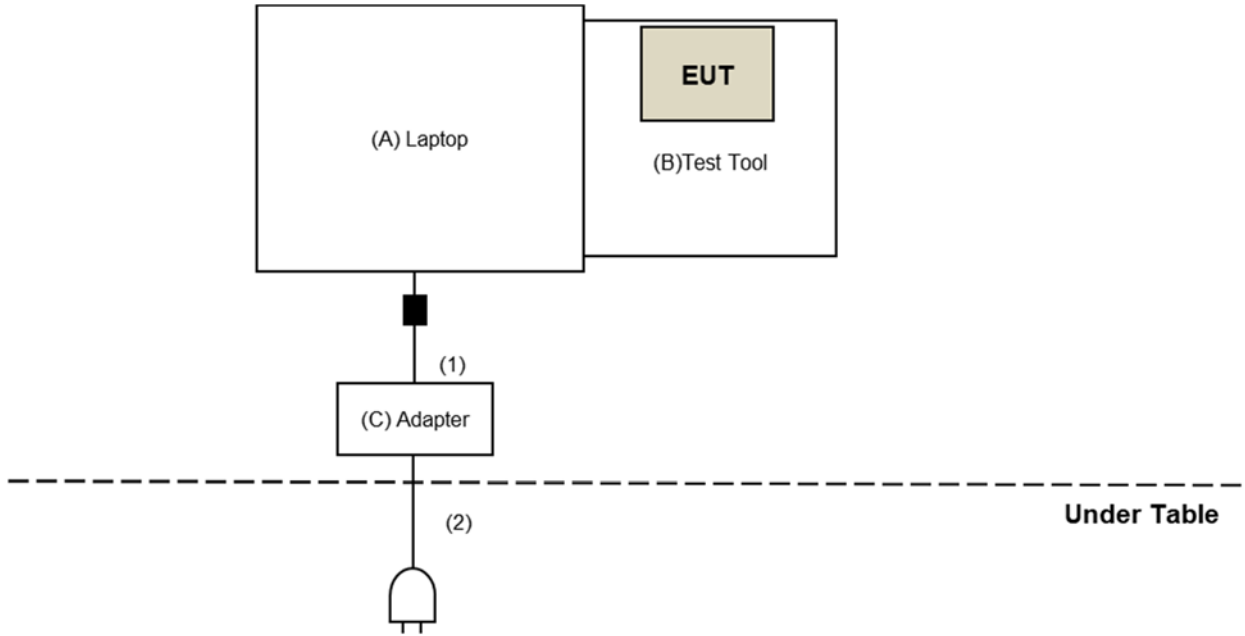 EUT
(A) Laptop
(B)Test Tool
(1)
(C) Adapter
(2)
Under Table